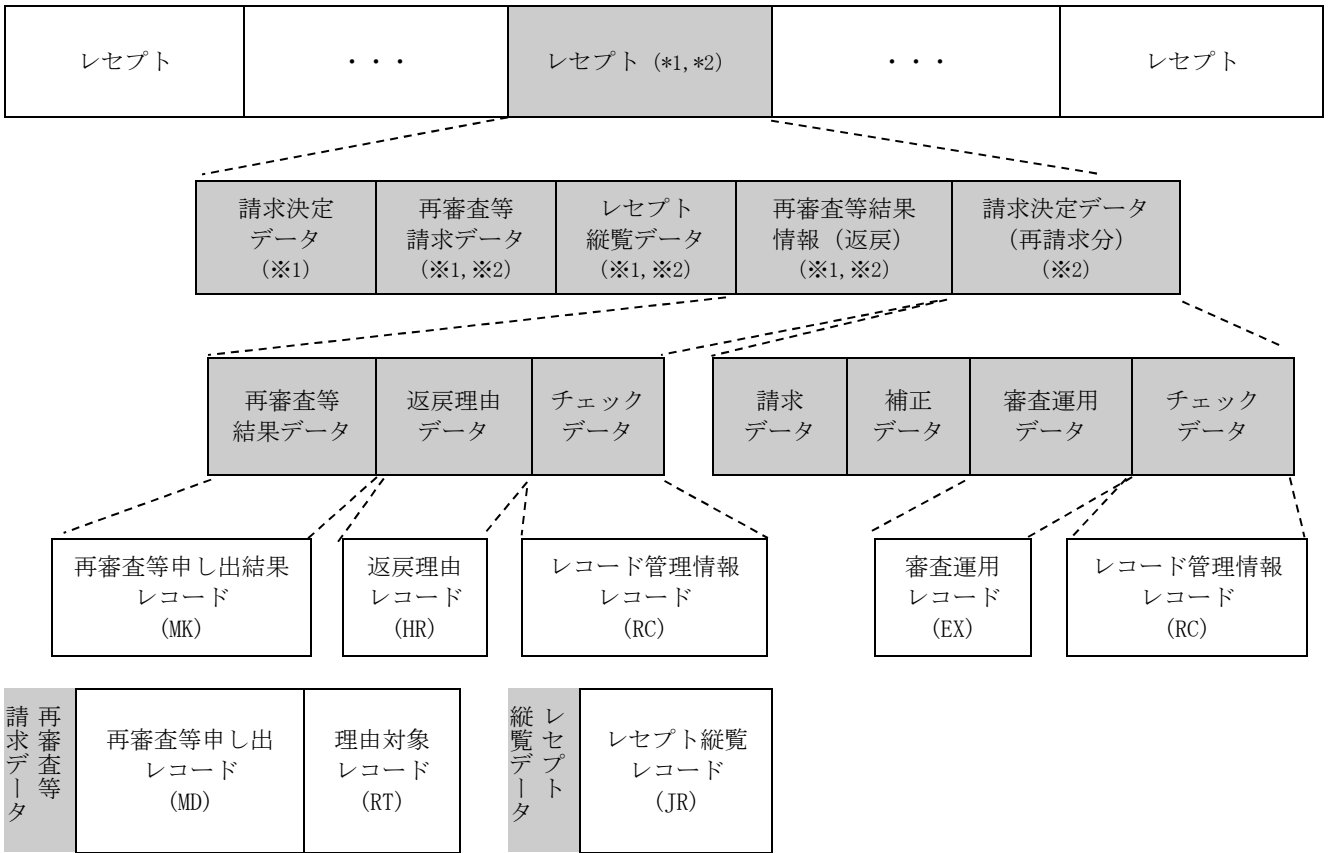 レセプト
・・・
レセプト (*1,*2)
・・・
レセプト
請求決定
データ
(※1)
再審査等
請求データ
(※1,※2)
レセプト
縦覧データ
(※1,※2)
再審査等結果
情報（返戻）
(※1,※2)
請求決定データ
(再請求分)
(※2)
再審査等
結果データ
返戻理由
データ
チェック
データ
請求
データ
補正
データ
審査運用
データ
チェック
データ
再審査等申し出結果
レコード
(MK)
返戻理由
レコード
(HR)
レコード管理情報
レコード
(RC)
審査運用
レコード
(EX)
レコード管理情報
レコード
(RC)
再審査等
請求データ
再審査等申し出
レコード
(MD)
理由対象
レコード
(RT)
レセプト
縦覧データ
レセプト縦覧
レコード
(JR)